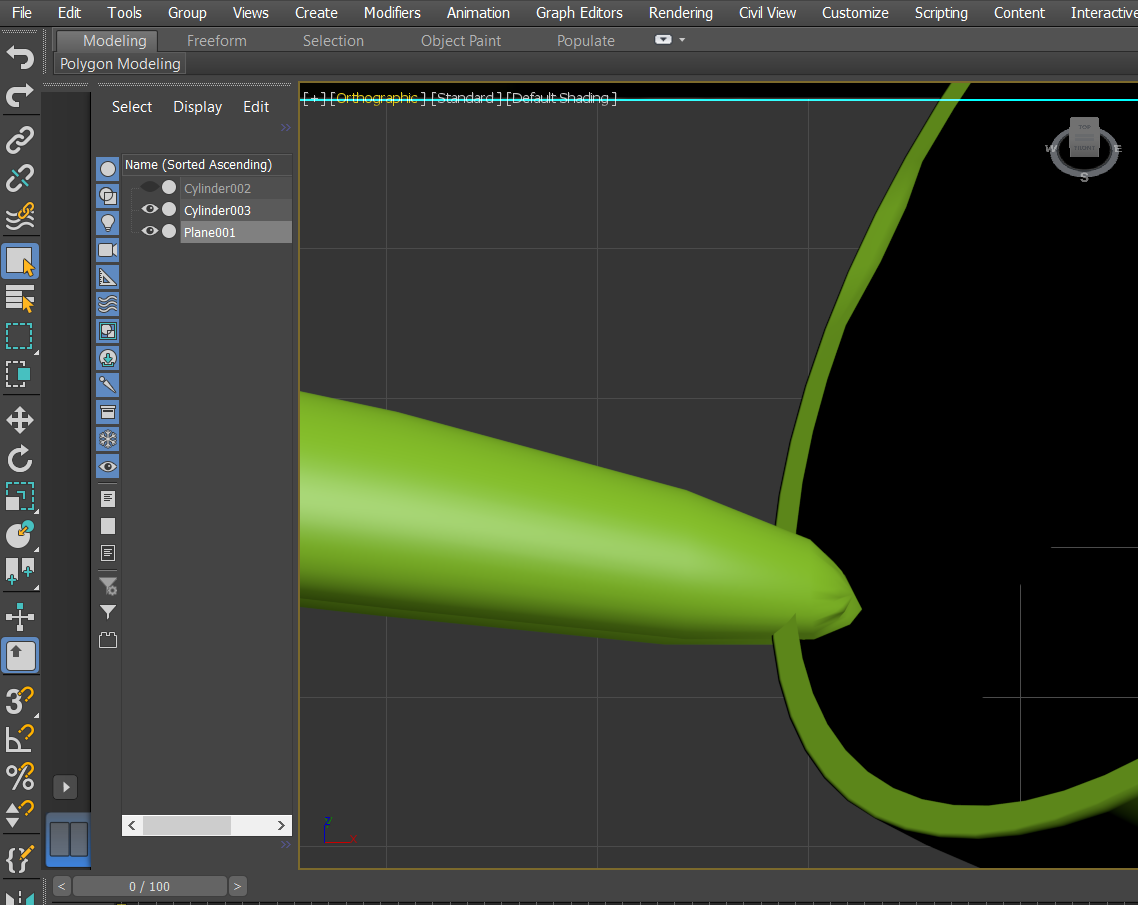 File Edit Tools Group Views Create Modifiers Animation Graph Editors Rendering Civil View Customize Scripting Content Interactive
Modeling Freeform Selection Object Paint Populate
Polygon Modeling
Select Display Edit
[+] [Orthographic] [Standard] [Default Shading]
TOP
FRONT
W E
S
Name (Sorted Ascending)
Cylinder002
Cylinder003
Plane001
3
%
z
x
< >
< 0 / 100 >